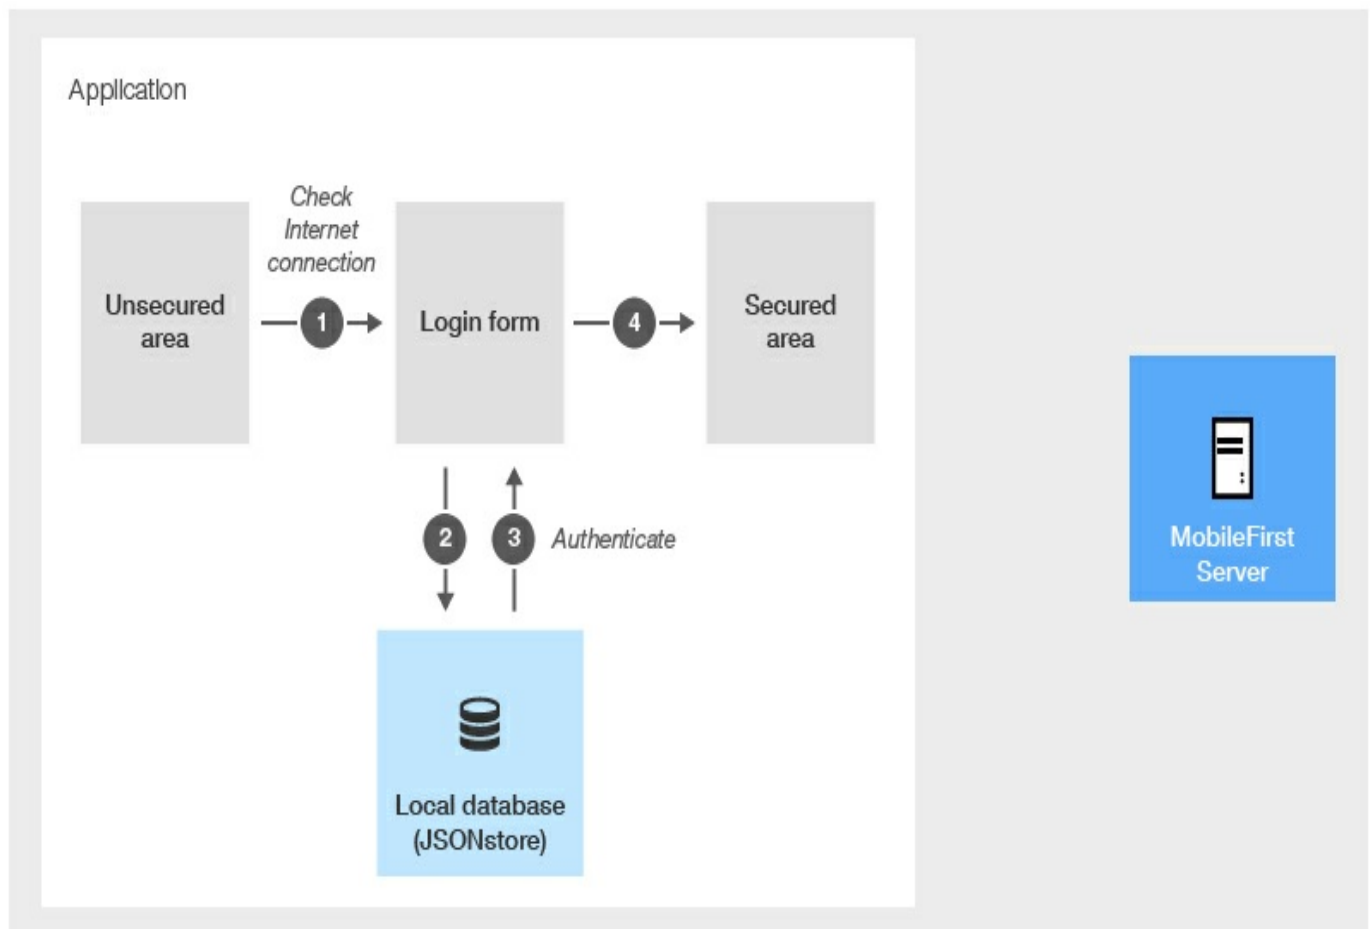 Application
Check
Internet
connection
Unsecured
area
1
Login form
4
Secured
area
2
3
Authenticate
MobileFirst
Server
Local database
(JSONstore)